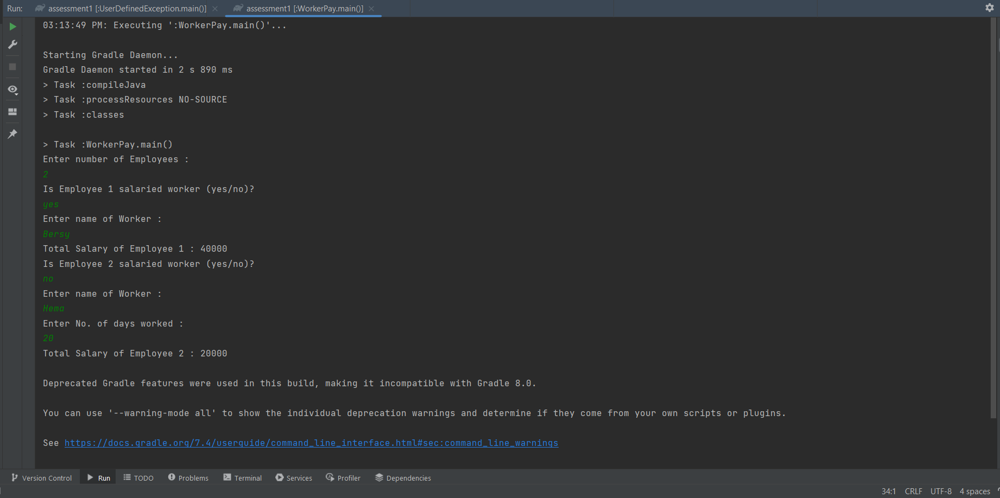 Run: assessment1 [:UserDefinedException.main()] assessment1 [:WorkerPay.main()]
03:13:49 PM: Executing ':WorkerPay.main()'...
Starting Gradle Daemon...
Gradle Daemon started in 2 s 890 ms
> Task :compileJava
> Task :processResources NO-SOURCE
> Task :classes
> Task :WorkerPay.main()
Enter number of Employees :
2
Is Employee 1 salaried worker (yes/no)?
yes
Enter name of Worker :
Bersy
Total Salary of Employee 1 : 40000
Is Employee 2 salaried worker (yes/no)?
no
Enter name of Worker :
Hema
Enter No. of days worked :
20
Total Salary of Employee 2 : 20000
Deprecated Gradle features were used in this build, making it incompatible with Gradle 8.0.
You can use '--warning-mode all' to show the individual deprecation warnings and determine if they come from your own scripts or plugins.
See https://docs.gradle.org/7.4/userguide/command_line_interface.html#sec:command_line_warnings
Version Control Run TODO Problems Terminal Services Profiler Dependencies
34:1 CRLF UTF-8 4 spaces